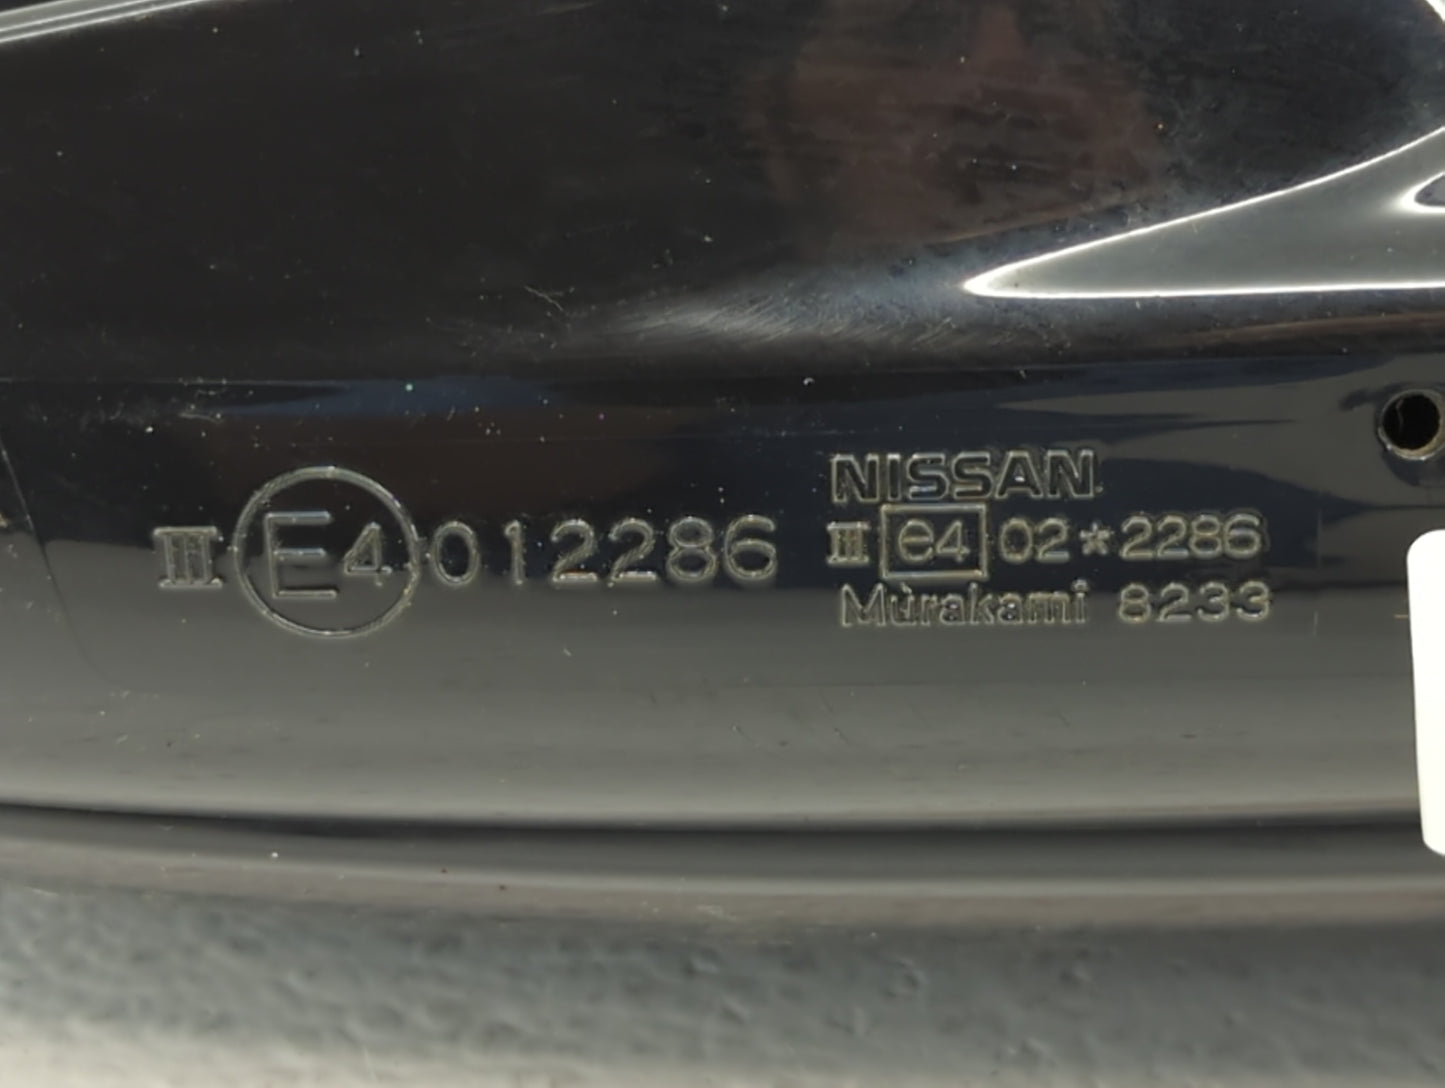 III E4 012286
NISSAN
III e4 02*2286
Murakami 8233